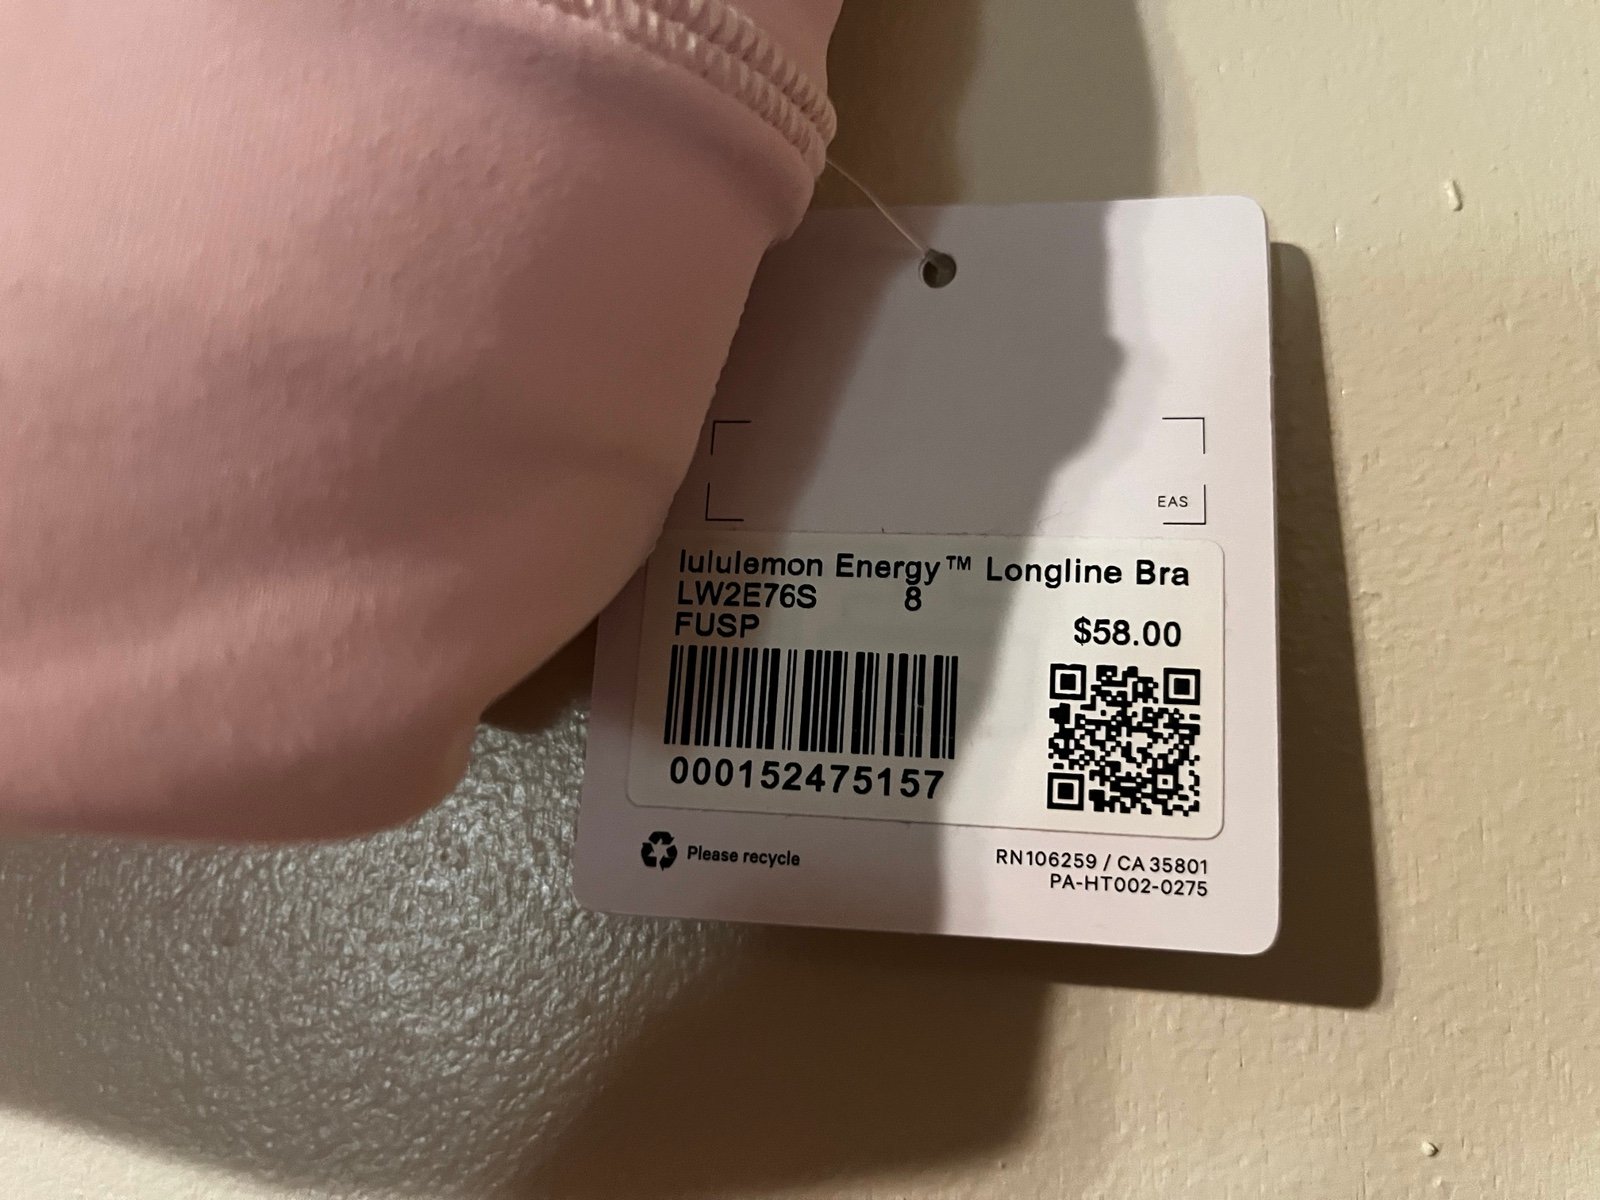 EAS
lululemon Energy™ Longline Bra
LW2E76S 8
FUSP $58.00
000152475157
Please recycle
RN106259 / CA 35801
PA-HT002-0275